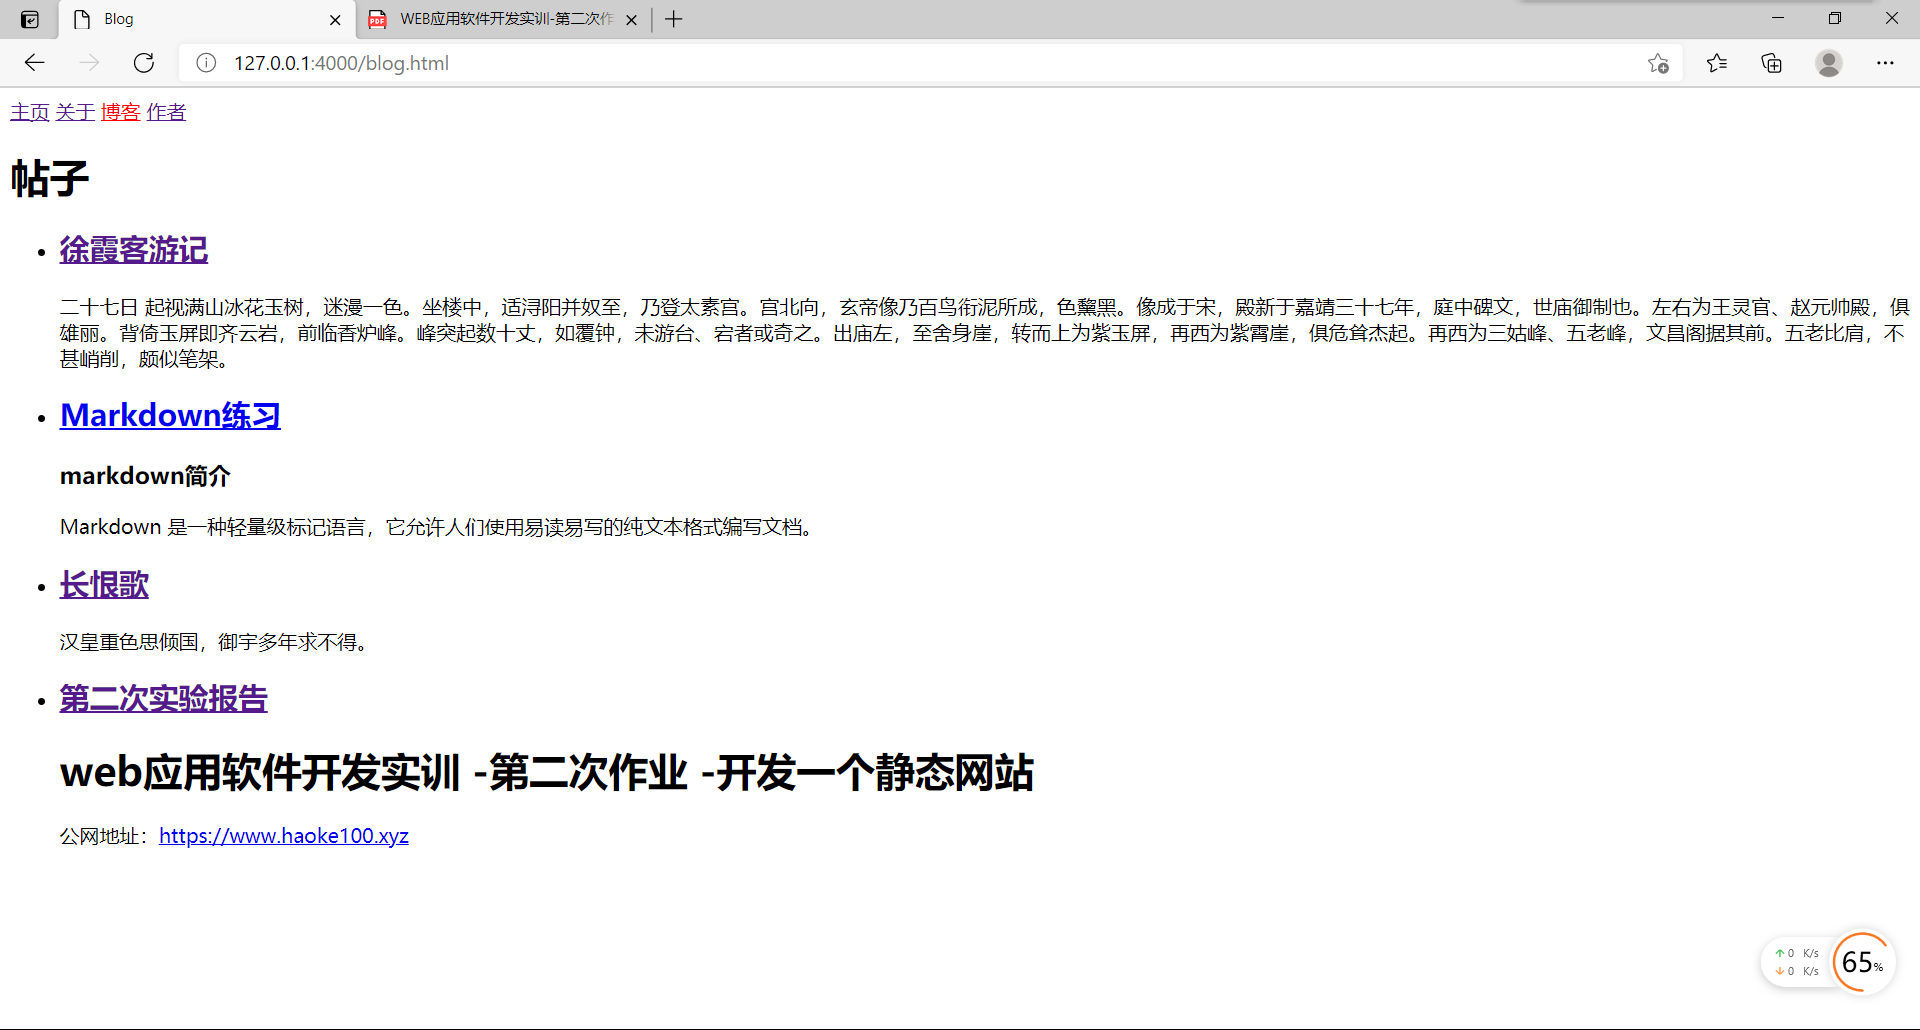 Blog
WEB应用软件开发实训-第二次作
127.0.0.1:4000/blog.html
主页 关于 博客 作者
帖子
徐霞客游记
二十七日 起视满山冰花玉树，迷漫一色。坐楼中，适浔阳并奴至，乃登太素宫。宫北向，玄帝像乃百鸟衔泥所成，色黧黑。像成于宋，殿新于嘉靖三十七年，庭中碑文，世庙御制也。左右为王灵官、赵元帅殿，俱
雄丽。背倚玉屏即齐云岩，前临香炉峰。峰突起数十丈，如覆钟，未游台、宕者或奇之。出庙左，至舍身崖，转而上为紫玉屏，再西为紫霄崖，俱危耸杰起。再西为三姑峰、五老峰，文昌阁据其前。五老比肩，不
甚峭削，颇似笔架。
Markdown练习
markdown简介
Markdown 是一种轻量级标记语言，它允许人们使用易读易写的纯文本格式编写文档。
长恨歌
汉皇重色思倾国，御宇多年求不得。
第二次实验报告
web应用软件开发实训 -第二次作业 -开发一个静态网站
公网地址：https://www.haoke100.xyz
↑ 0 K/s
↓ 0 K/s
65%